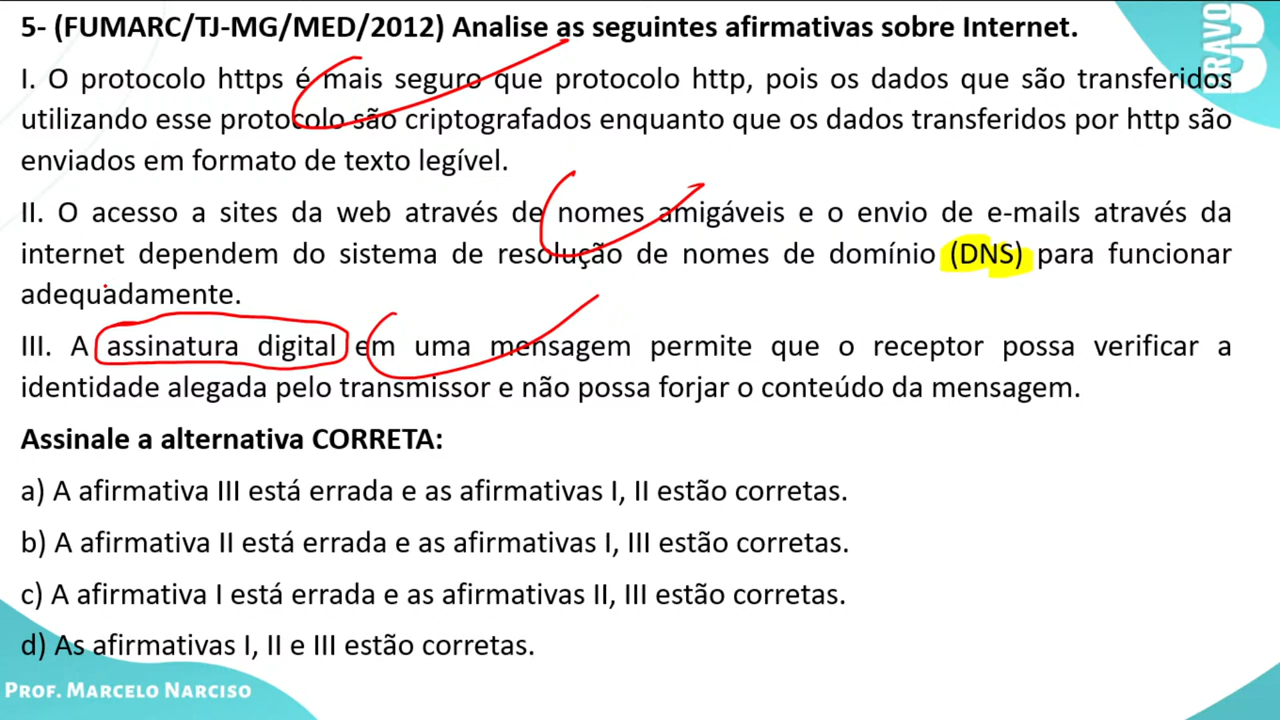 5- (FUMARC/TJ-MG/MED/2012) Analise as seguintes afirmativas sobre Internet.
I. O protocolo https é mais seguro que protocolo http, pois os dados que são transferidos
utilizando esse protocolo são criptografados enquanto que os dados transferidos por http são
enviados em formato de texto legível.
II. O acesso a sites da web através de nomes amigáveis e o envio de e-mails através da
internet dependem do sistema de resolução de nomes de domínio (DNS) para funcionar
adequadamente.
III. A assinatura digital em uma mensagem permite que o receptor possa verificar a
identidade alegada pelo transmissor e não possa forjar o conteúdo da mensagem.
Assinale a alternativa CORRETA:
a) A afirmativa III está errada e as afirmativas I, II estão corretas.
b) A afirmativa II está errada e as afirmativas I, III estão corretas.
c) A afirmativa I está errada e as afirmativas II, III estão corretas.
d) As afirmativas I, II e III estão corretas.
PROF. MARCELO NARCISO